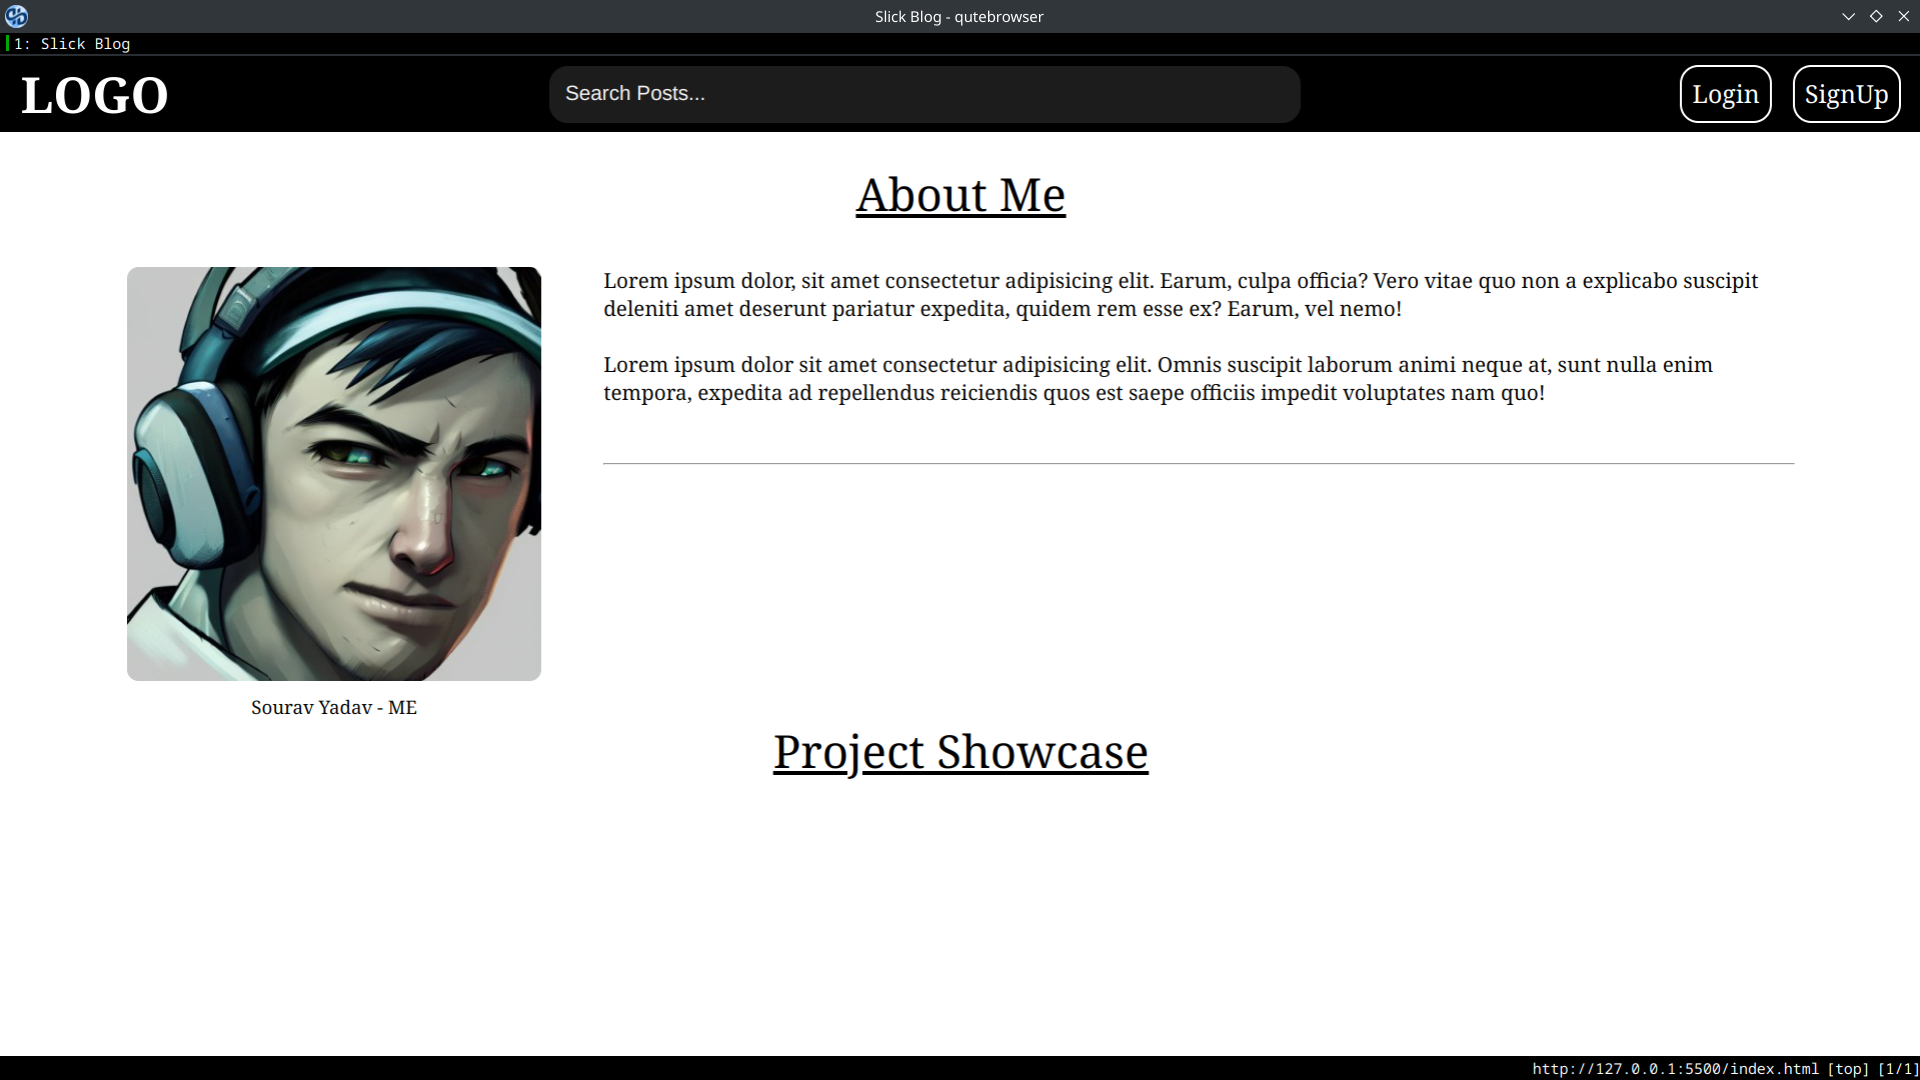 Slick Blog - qutebrowser
1: Slick Blog
LOGO
Search Posts...
Login
SignUp
About Me
Lorem ipsum dolor, sit amet consectetur adipisicing elit. Earum, culpa officia? Vero vitae quo non a explicabo suscipit
deleniti amet deserunt pariatur expedita, quidem rem esse ex? Earum, vel nemo!
Lorem ipsum dolor sit amet consectetur adipisicing elit. Omnis suscipit laborum animi neque at, sunt nulla enim
tempora, expedita ad repellendus reiciendis quos est saepe officiis impedit voluptates nam quo!
Sourav Yadav - ME
Project Showcase
http://127.0.0.1:5500/index.html [top] [1/1]